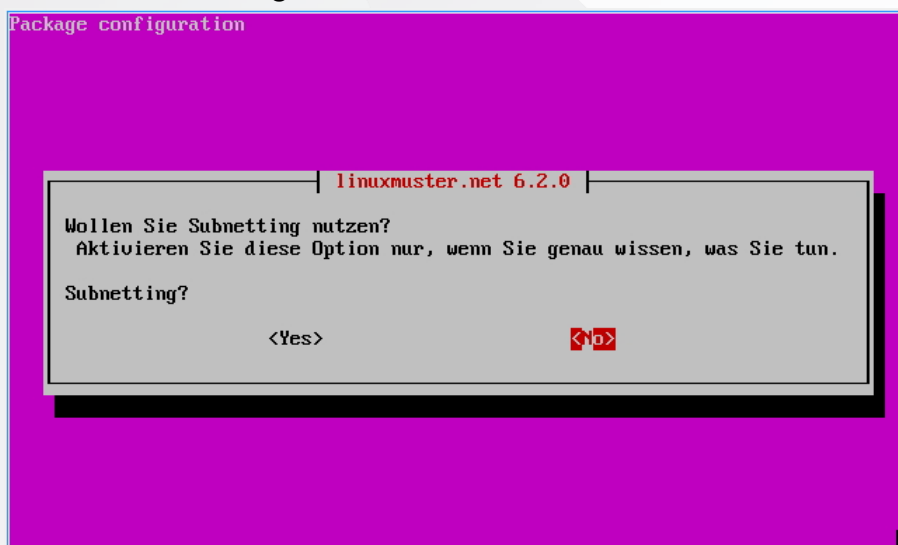 Package configuration
linuxmuster.net 6.2.0
Wollen Sie Subnetting nutzen?
Aktivieren Sie diese Option nur, wenn Sie genau wissen, was Sie tun.
Subnetting?
<Yes> <No>